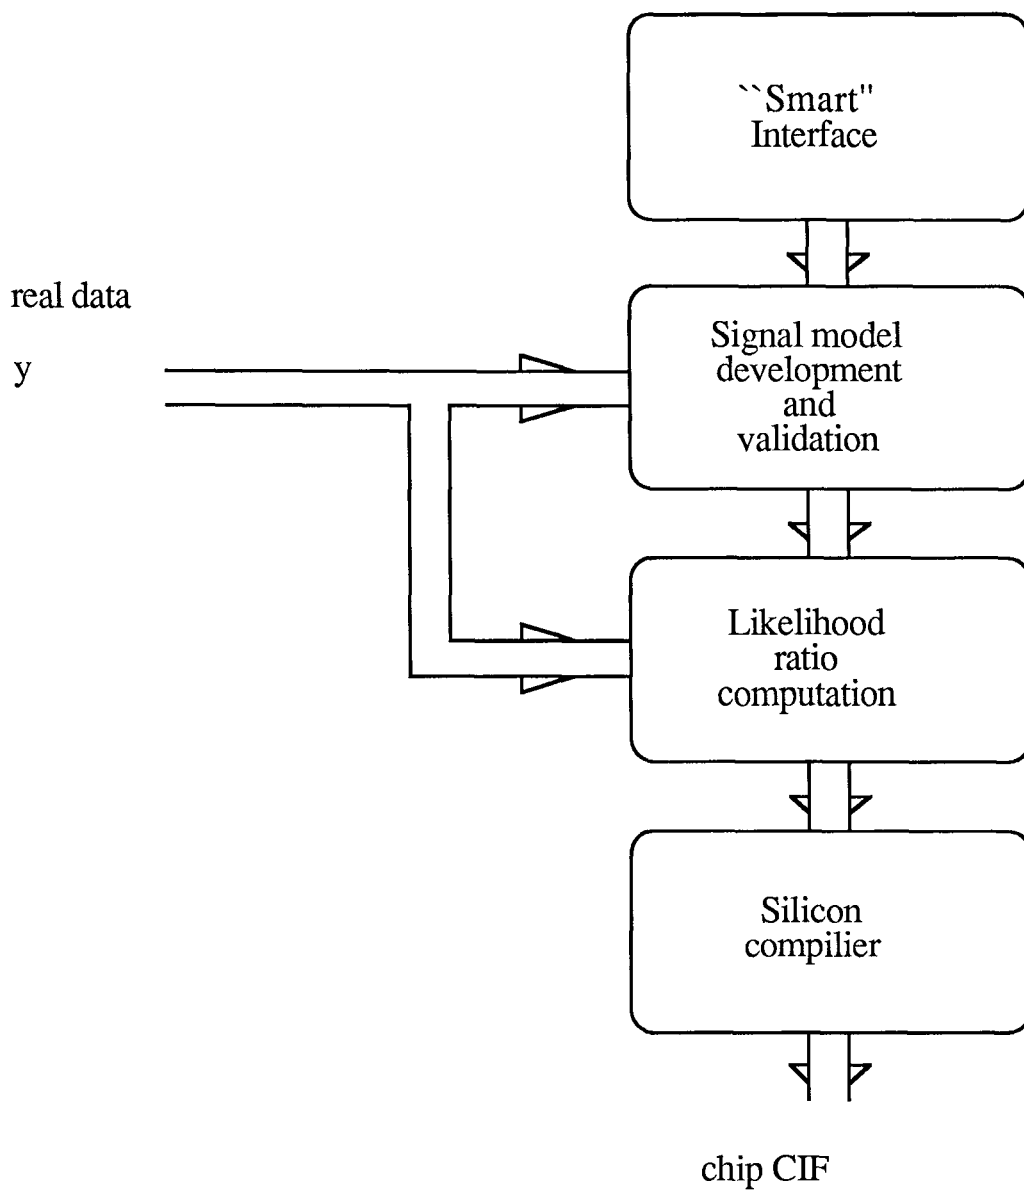 ``Smart"
Interface
real data
y
Signal model
development
and
validation
Likelihood
ratio
computation
Silicon
compilier
chip CIF